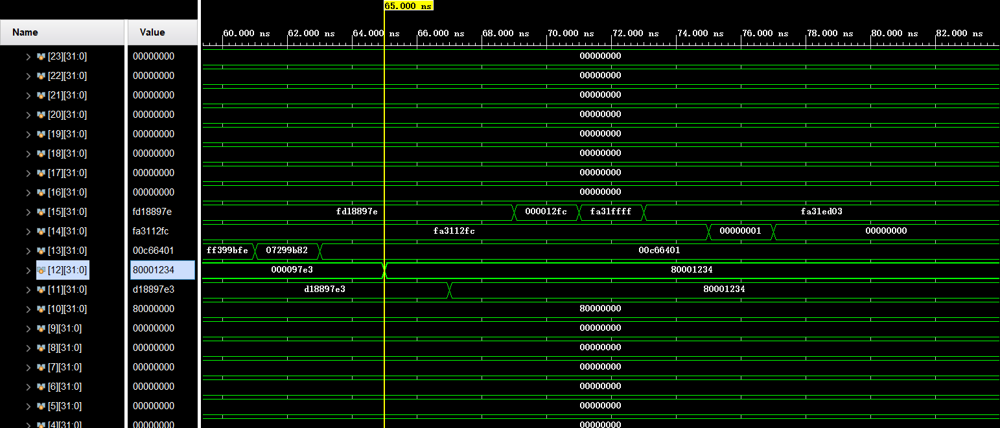 65.000 ns
Name Value 60.000 ns 62.000 ns 64.000 ns 66.000 ns 68.000 ns 70.000 ns 72.000 ns 74.000 ns 76.000 ns 78.000 ns 80.000 ns 82.000 ns
[23][31:0] 00000000 00000000
[22][31:0] 00000000 00000000
[21][31:0] 00000000 00000000
[20][31:0] 00000000 00000000
[19][31:0] 00000000 00000000
[18][31:0] 00000000 00000000
[17][31:0] 00000000 00000000
[16][31:0] 00000000 00000000
[15][31:0] fd18897e fd18897e 000012fc fa31ffff fa31ed03
[14][31:0] fa3112fc fa3112fc 00000001 00000000
[13][31:0] 00c66401 ff399bfe 07299b82 00c66401
[12][31:0] 80001234 000097e3 80001234
[11][31:0] d18897e3 d18897e3 80001234
[10][31:0] 80000000 80000000
[9][31:0] 00000000 00000000
[8][31:0] 00000000 00000000
[7][31:0] 00000000 00000000
[6][31:0] 00000000 00000000
[5][31:0] 00000000 00000000
[4][31:0] 00000000 00000000